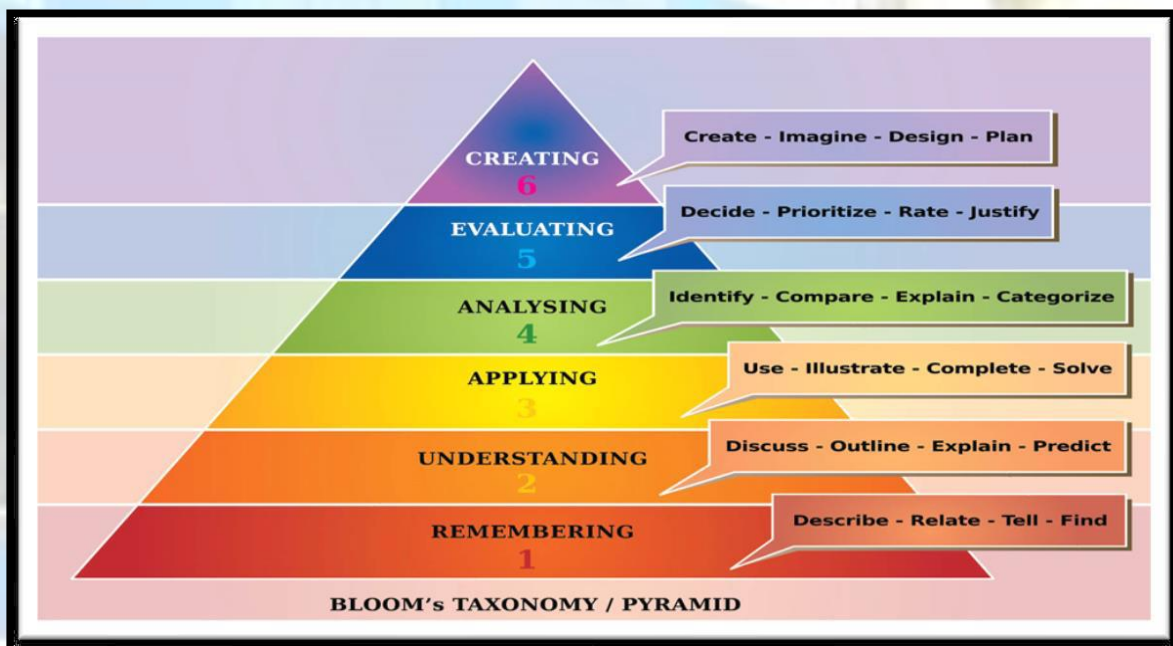 CREATING
6
Create - Imagine - Design - Plan
EVALUATING
5
Decide - Prioritize - Rate - Justify
ANALYSING
4
Identify - Compare - Explain - Categorize
APPLYING
3
Use - Illustrate - Complete - Solve
UNDERSTANDING
2
Discuss - Outline - Explain - Predict
REMEMBERING
1
Describe - Relate - Tell - Find
BLOOM's TAXONOMY / PYRAMID